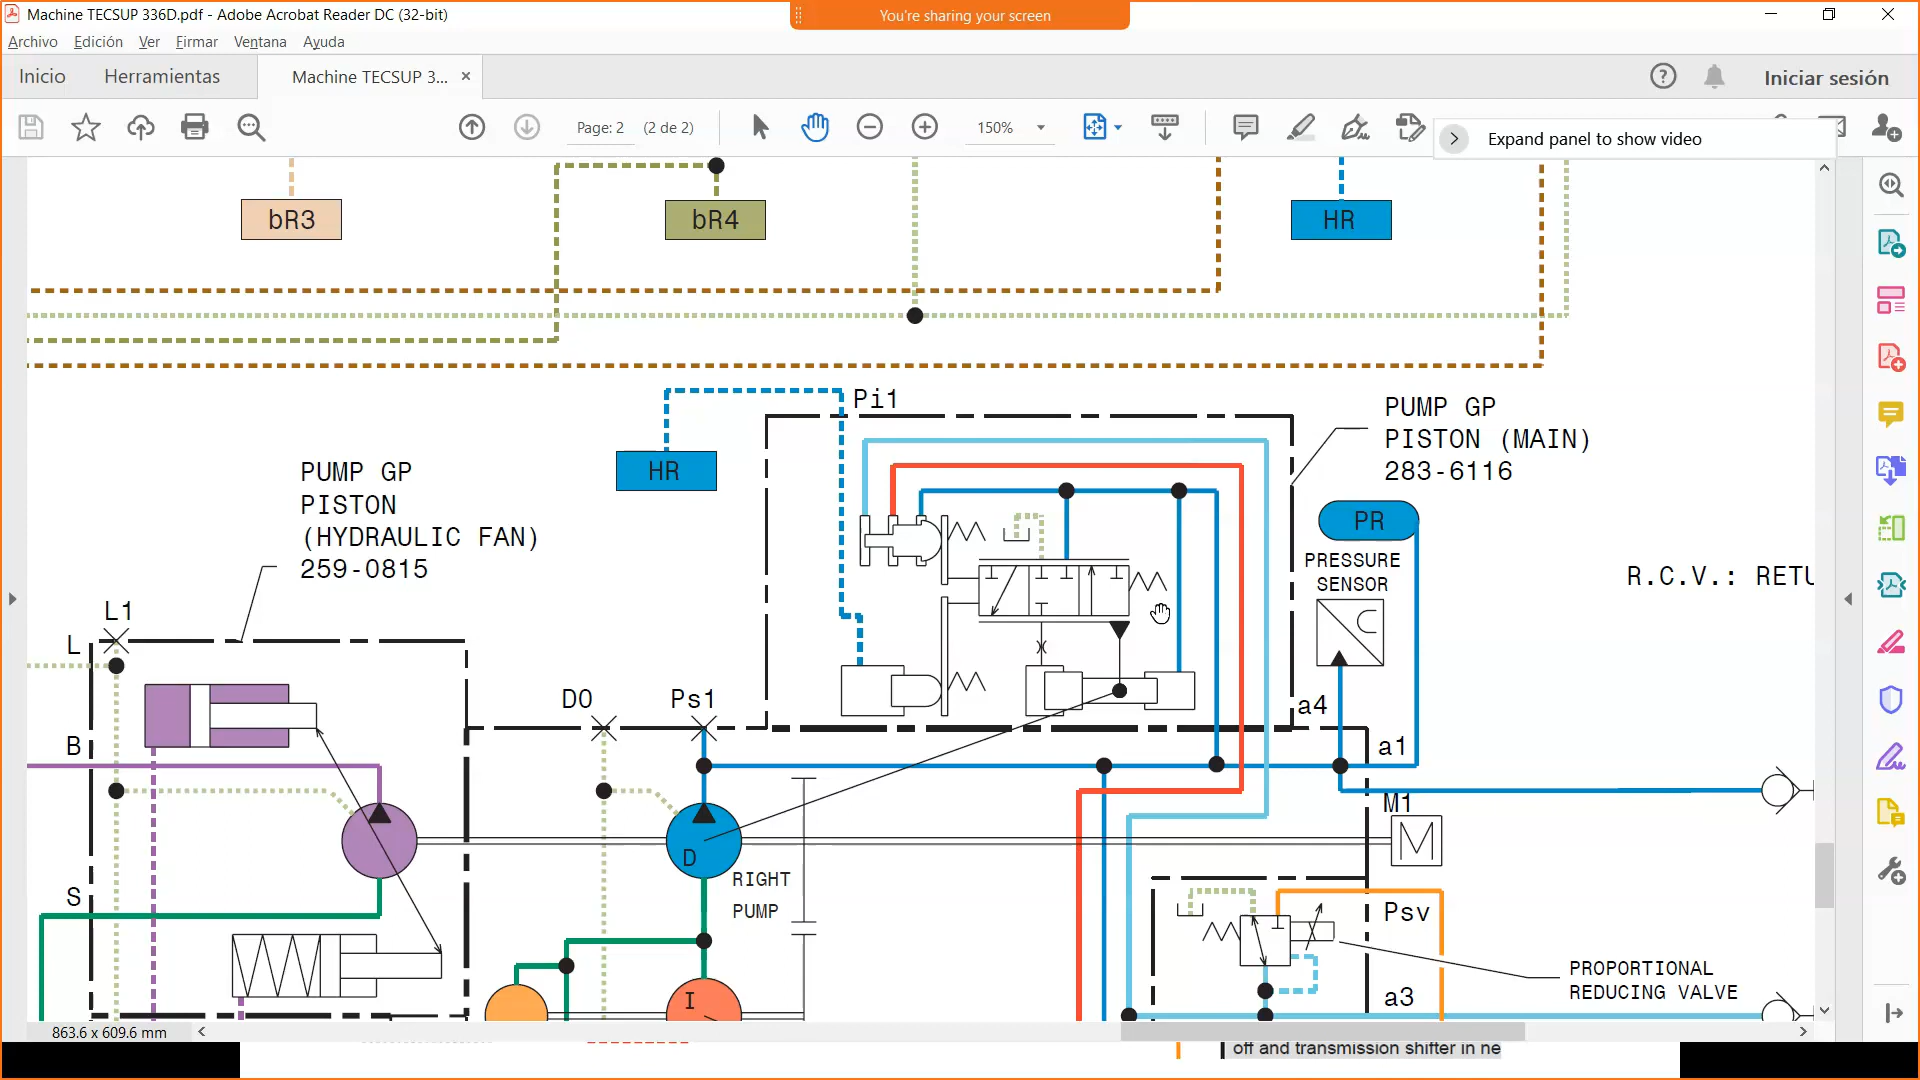 Machine TECSUP 336D.pdf - Adobe Acrobat Reader DC (32-bit)
You're sharing your screen
Archivo Edición Ver Firmar Ventana Ayuda
Inicio Herramientas Machine TECSUP 3... × Iniciar sesión
Page: 2 (2 de 2) 150%
Expand panel to show video
bR3 bR4 HR
Pi1
PUMP GP
PISTON (MAIN)
283-6116
HR
PUMP GP
PISTON
(HYDRAULIC FAN)
259-0815
PR
PRESSURE
SENSOR
R.C.V.: RETU
L1
L
D0 Ps1 a4
B a1
M1
M
D
RIGHT
PUMP
S Psv
PROPORTIONAL
REDUCING VALVE
I a3
863.6 x 609.6 mm
off and transmission shifter in ne